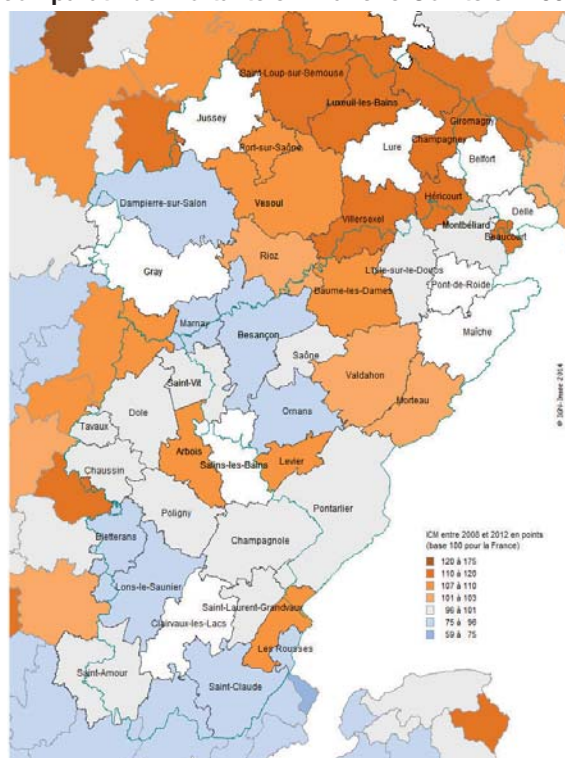 Saint-Loup-sur-Semouse
Luxeuil-les-Bains
Jussey
Giromagny
Lure
Champagney
Port-sur-Saône
Belfort
Dampierre-sur-Salon
Vesoul
Villersexel
Héricourt
Delle
Montbéliard
Beaucourt
Rioz
L'Isle-sur-le-Doubs
Gray
Baume-les-Dames
Pont-de-Roide
Marnay
Besançon
Maîche
Saône
Saint-Vit
Valdahon
Dole
Ornans
Morteau
Tavaux
Arbois
Salins-les-Bains
Levier
Chaussin
Poligny
Pontarlier
Champagnole
Bletterans
Lons-le-Saunier
Saint-Laurent-Grandvaux
Clairvaux-les-Lacs
Les Rousses
Saint-Amour
Saint-Claude
© IGN-Insee 2014
ICM entre 2008 et 2012 en points
(base 100 pour la France)
120 à 175
110 à 120
107 à 110
101 à 103
96 à 101
75 à 96
59 à 75